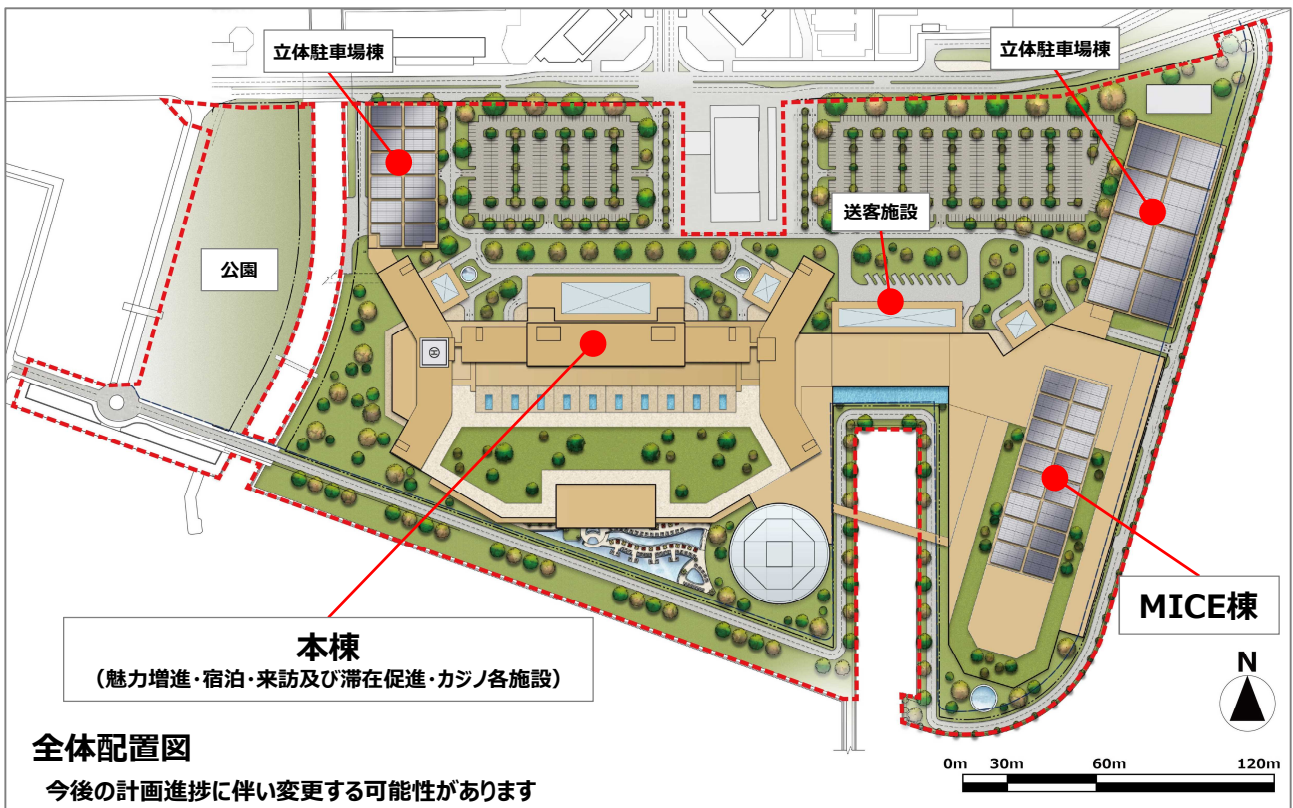 立体駐車場棟
立体駐車場棟
送客施設
公園
H
MICE棟
本棟
（魅力増進・宿泊・来訪及び滞在促進・カジノ各施設）
N
全体配置図
今後の計画進捗に伴い変更する可能性があります
0m 30m 60m 120m